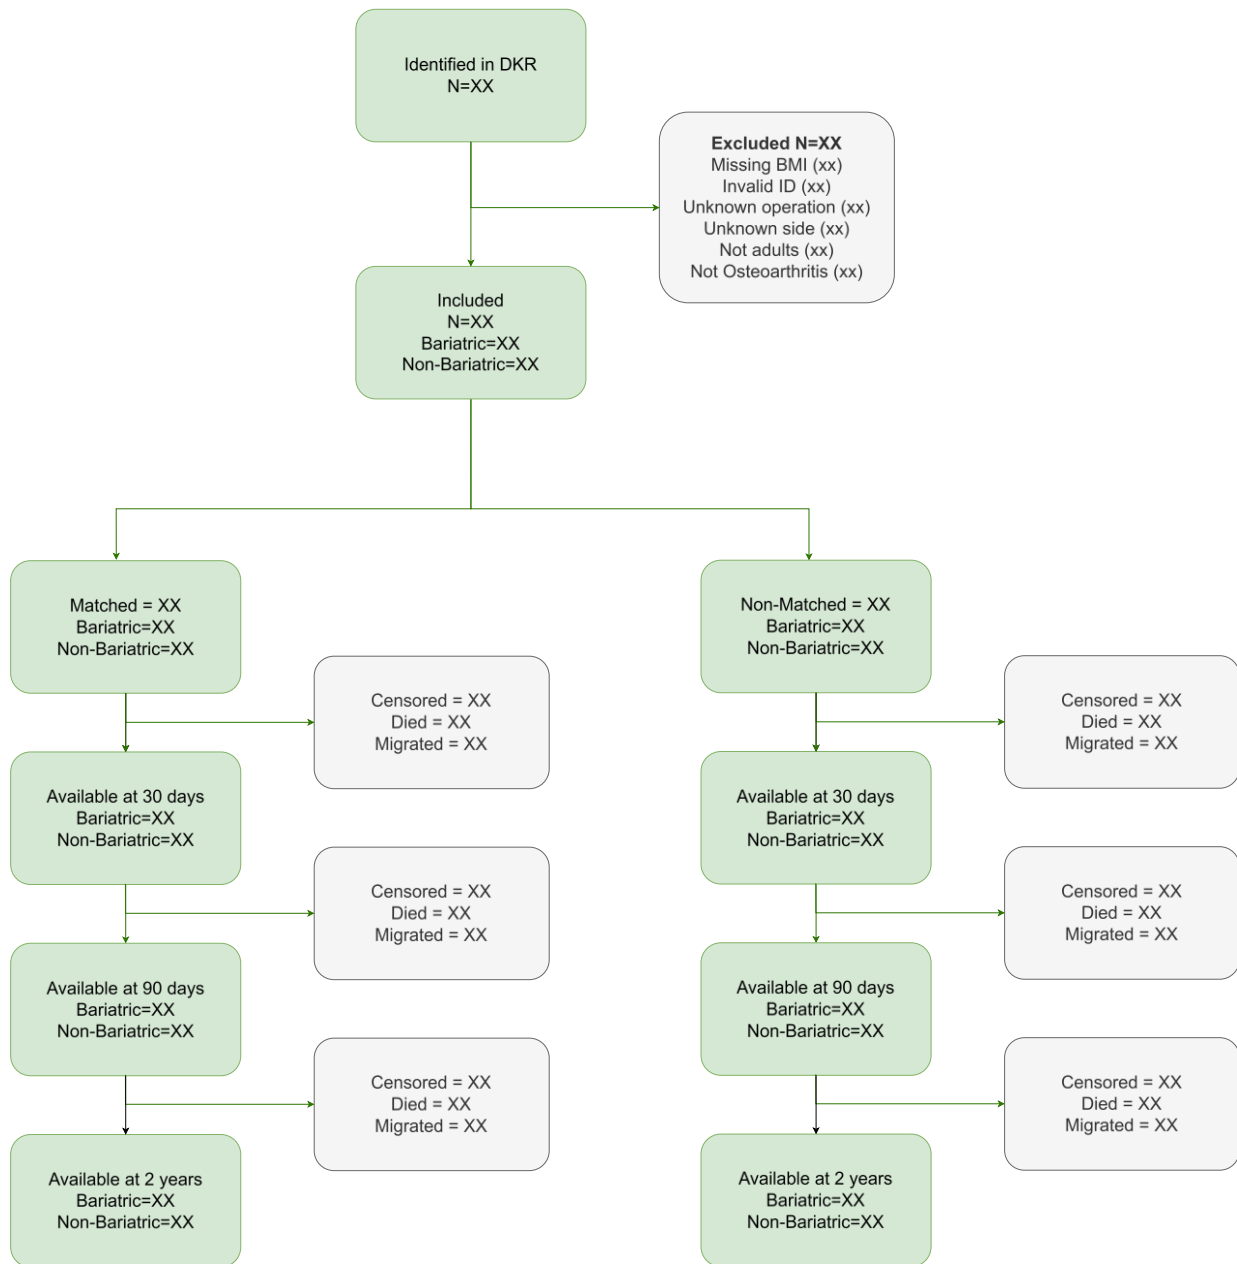 Identified in DKR
N=XX
Excluded N=XX
Missing BMI (xx)
Invalid ID (xx)
Unknown operation (xx)
Unknown side (xx)
Not adults (xx)
Not Osteoarthritis (xx)
Included
N=XX
Bariatric=XX
Non-Bariatric=XX
Matched = XX
Bariatric=XX
Non-Bariatric=XX
Censored = XX
Died = XX
Migrated = XX
Available at 30 days
Bariatric=XX
Non-Bariatric=XX
Censored = XX
Died = XX
Migrated = XX
Available at 90 days
Bariatric=XX
Non-Bariatric=XX
Censored = XX
Died = XX
Migrated = XX
Available at 2 years
Bariatric=XX
Non-Bariatric=XX
Non-Matched = XX
Bariatric=XX
Non-Bariatric=XX
Censored = XX
Died = XX
Migrated = XX
Available at 30 days
Bariatric=XX
Non-Bariatric=XX
Censored = XX
Died = XX
Migrated = XX
Available at 90 days
Bariatric=XX
Non-Bariatric=XX
Censored = XX
Died = XX
Migrated = XX
Available at 2 years
Bariatric=XX
Non-Bariatric=XX